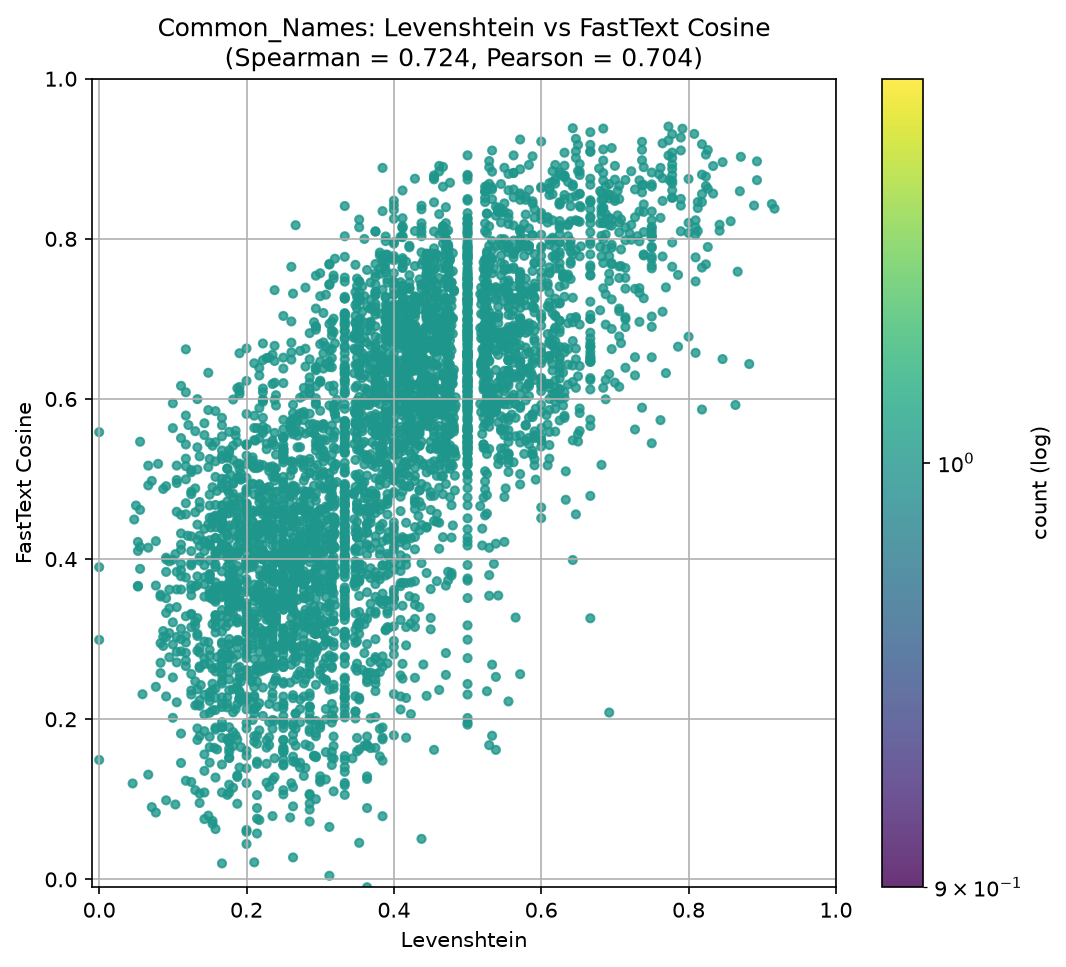 Common_Names: Levenshtein vs FastText Cosine
(Spearman = 0.724, Pearson = 0.704)
1.0
0.8
0.6
0.4
0.2
0.0
FastText Cosine
0.0 0.2 0.4 0.6 0.8 1.0
Levenshtein
10⁰
9 × 10⁻¹
count (log)